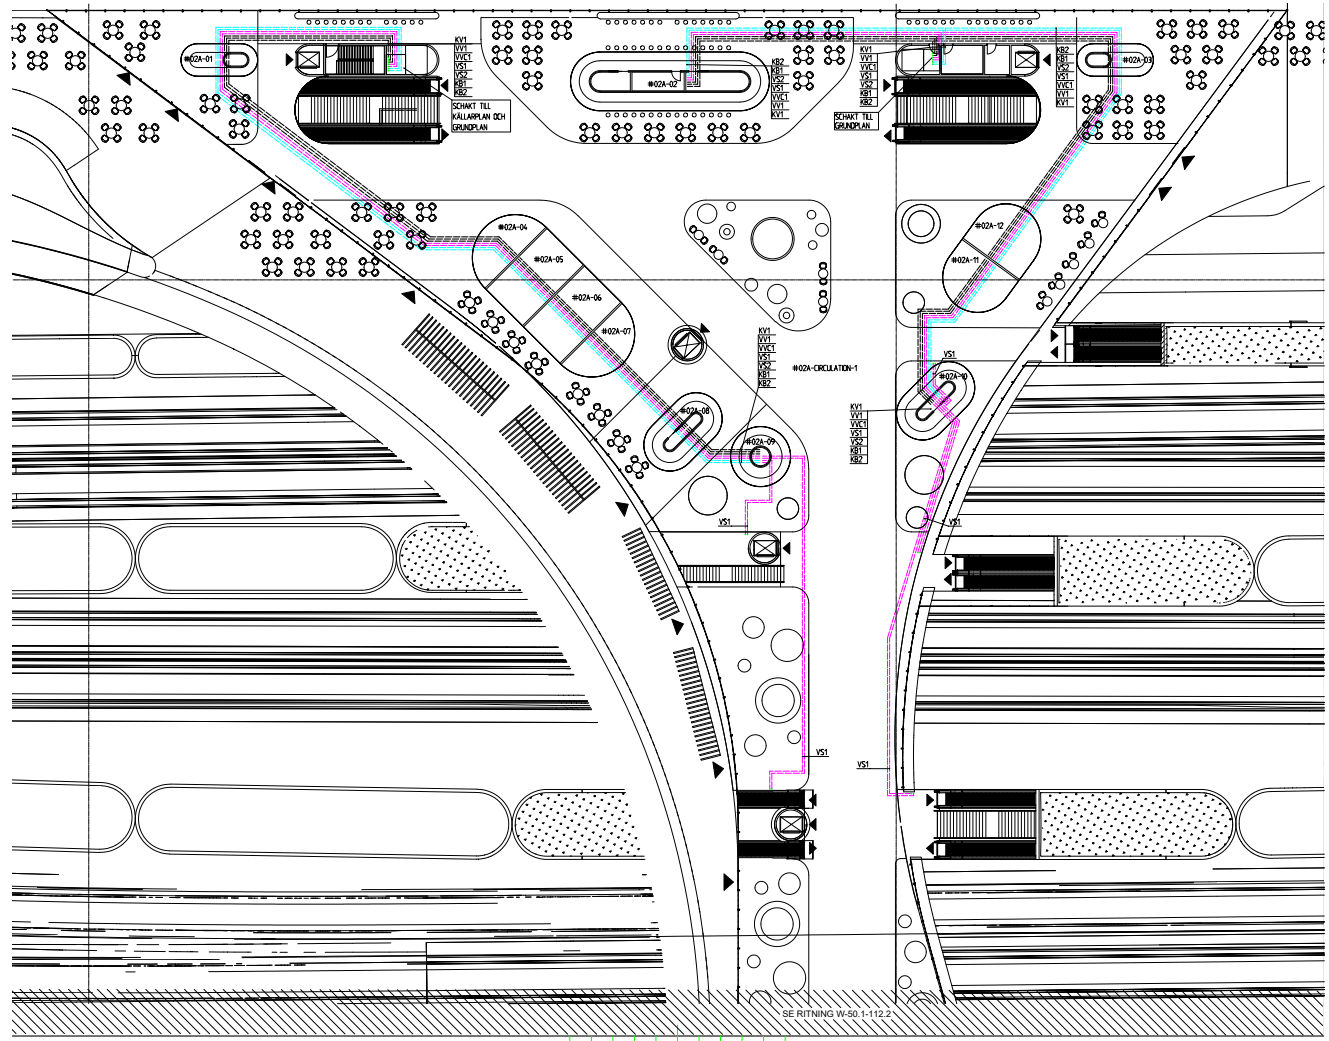 #02A-01
KV1
VV1
VVC1
VS1
VS2
KB1
KB2
SCHAKT TILL
KÄLLARPLAN OCH
GRUNDPLAN
#02A-02
KB2
KB1
VS2
VS1
VVC1
VV1
KV1
KV1
VV1
VVC1
VS1
VS2
KB1
KB2
SCHAKT TILL
GRUNDPLAN
KB2
KB1
VS2
VS1
VVC1
VV1
KV1
#02A-03
#02A-04
#02A-05
#02A-06
#02A-07
#02A-12
#02A-11
KV1
VV1
VVC1
VS1
VS2
KB1
KB2
#02A-CIRCULATION-1
VS1
#02A-10
#02A-08
#02A-09
KV1
VV1
VVC1
VS1
VS2
KB1
KB2
VS1
VS1
VS1
VS1
SE RITNING W-50.1-112.2